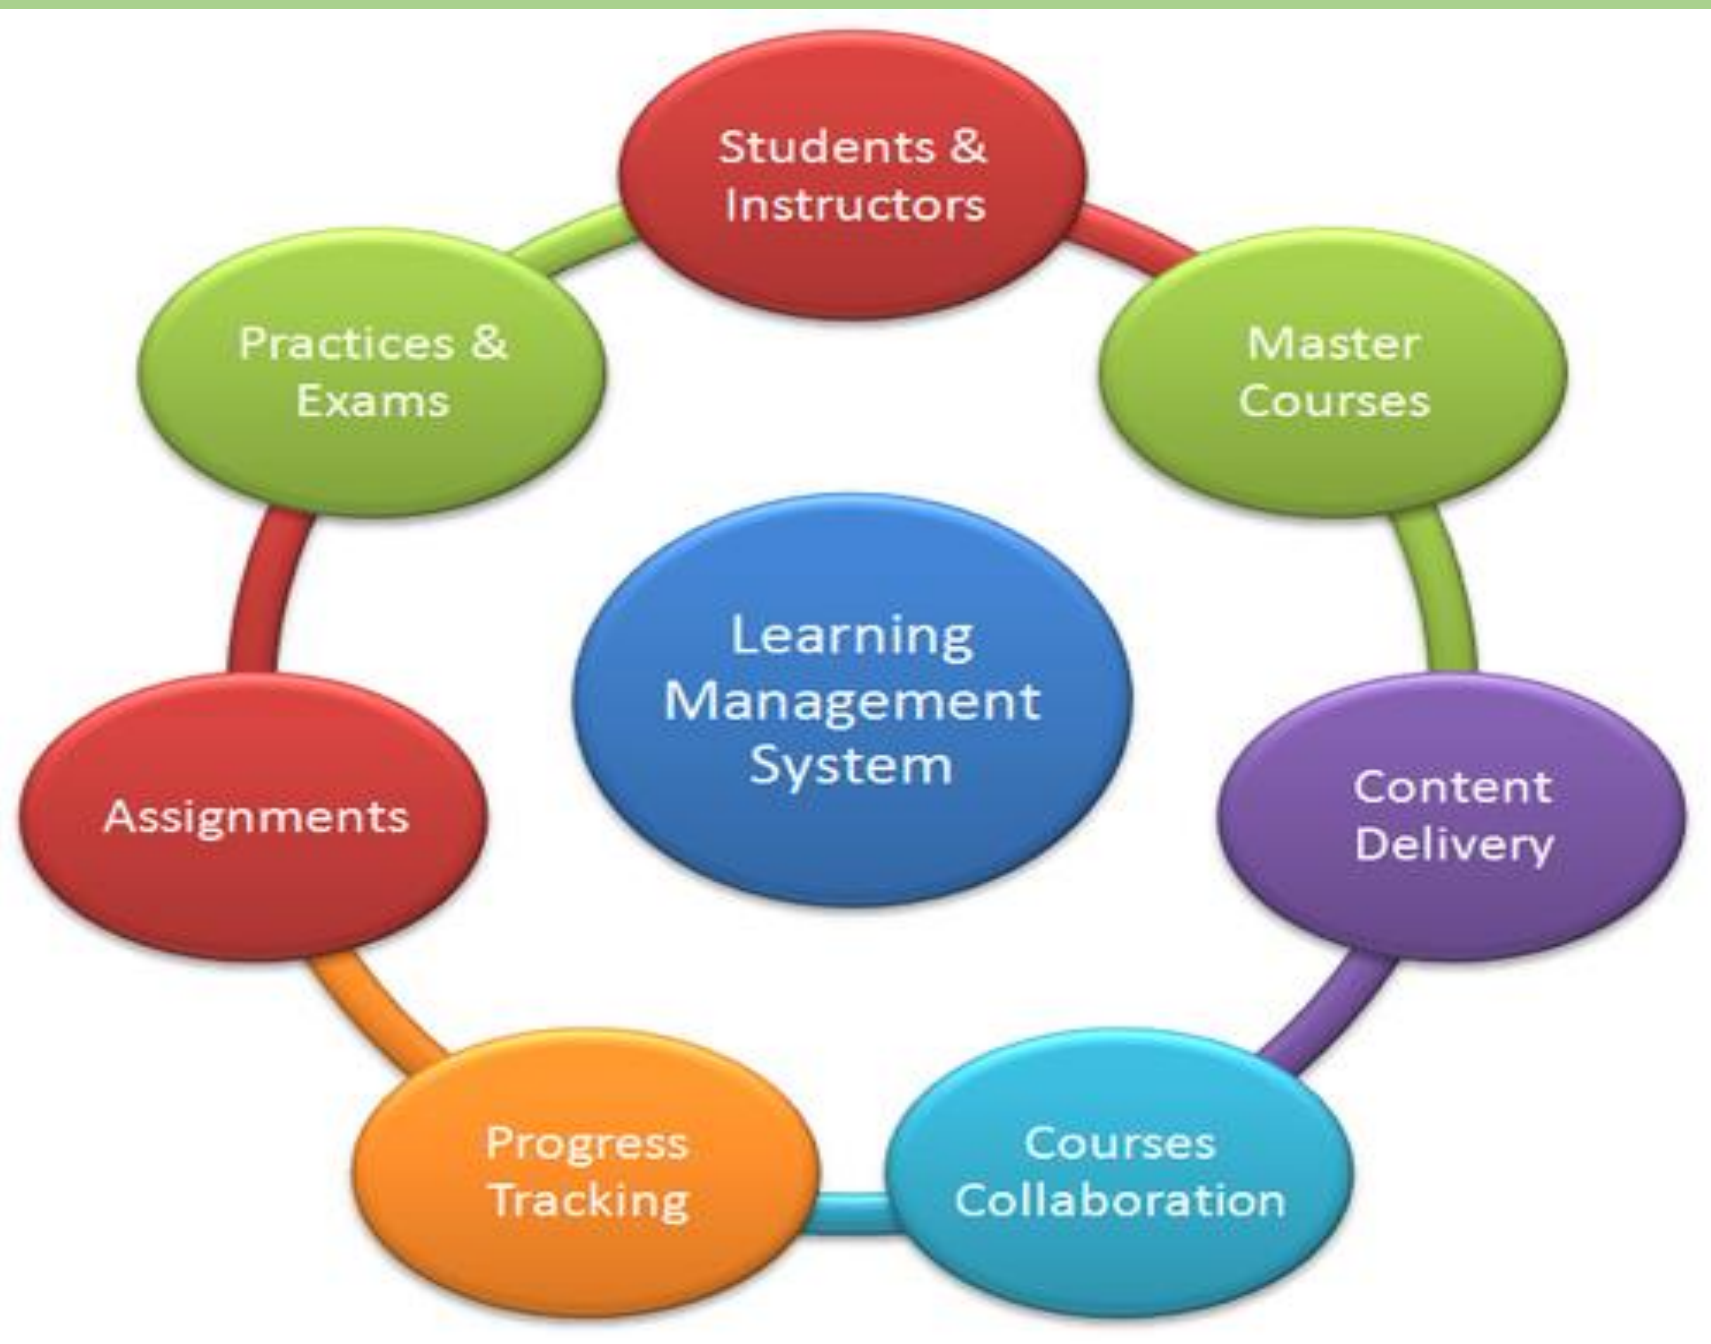 Students &
Instructors
Master
Courses
Content
Delivery
Courses
Collaboration
Progress
Tracking
Assignments
Practices &
Exams
Learning
Management
System